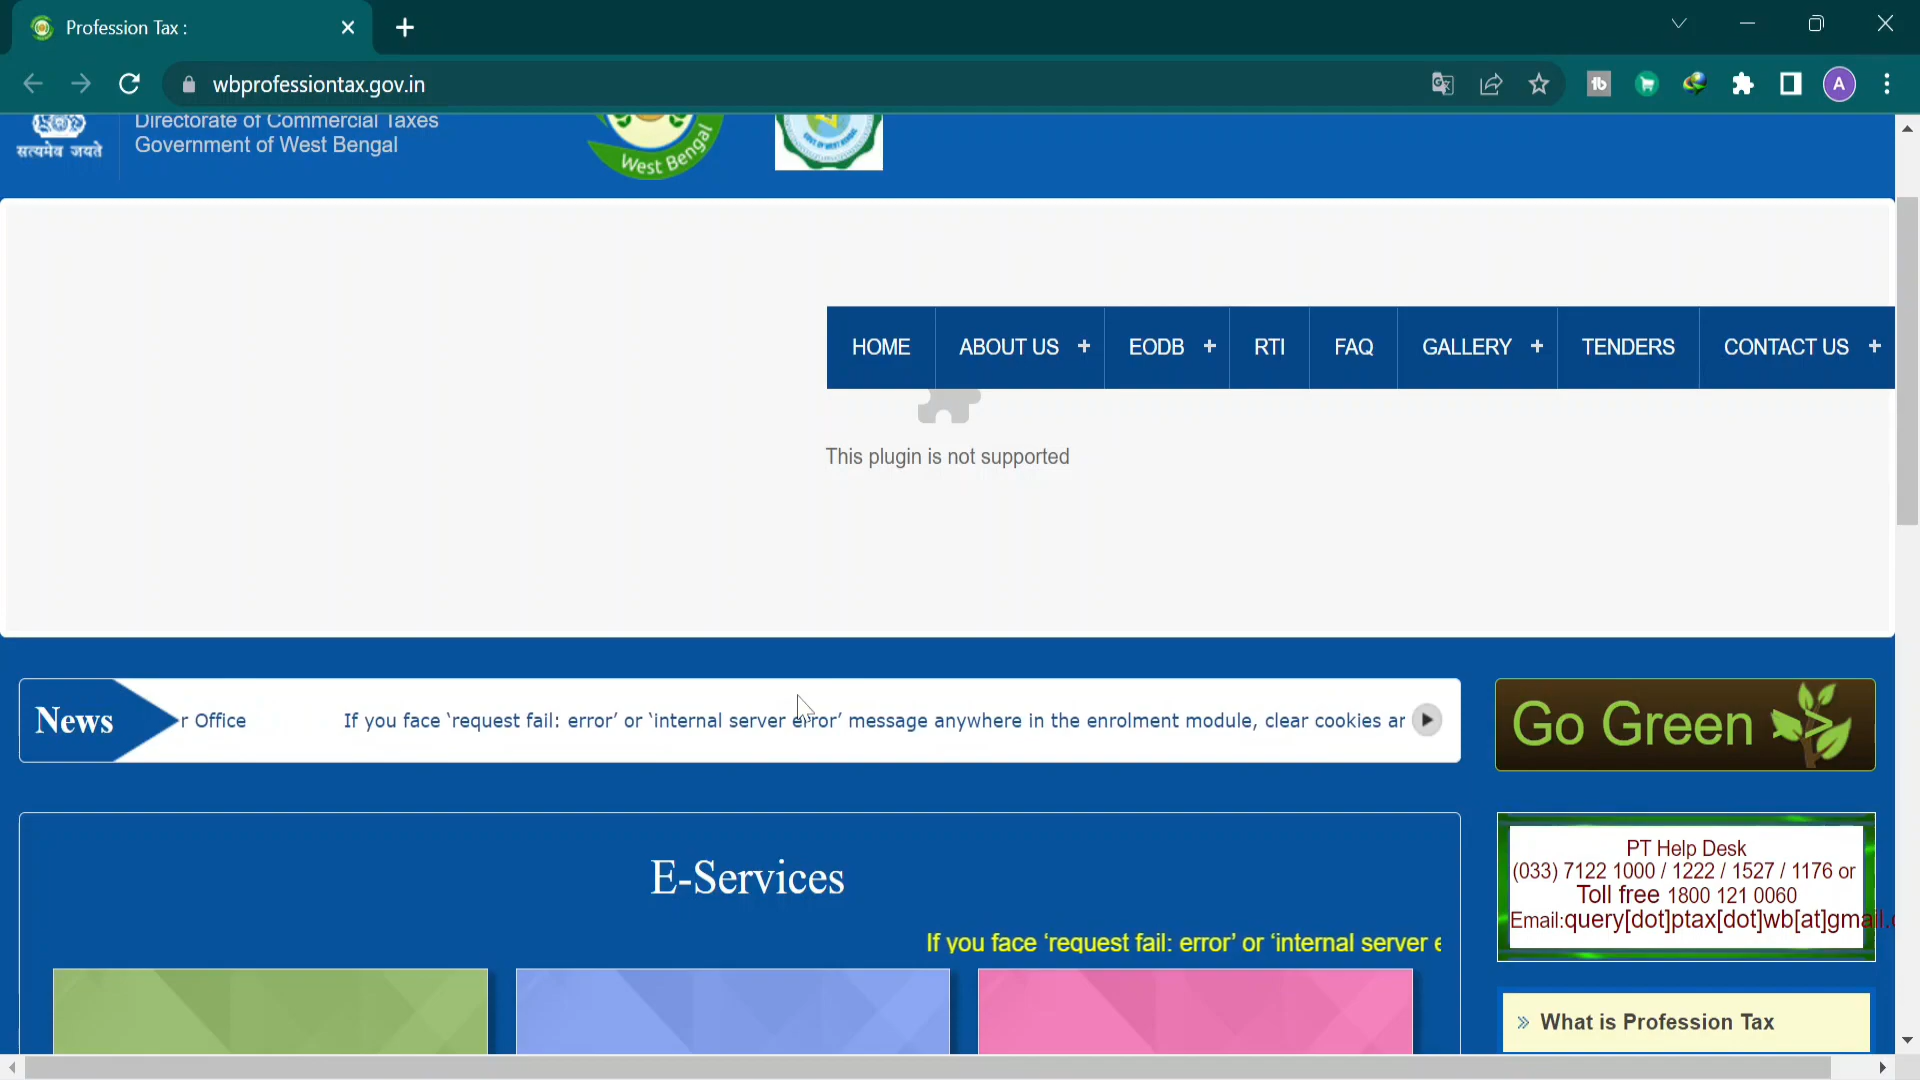 Profession Tax :
wbprofessiontax.gov.in
A
सत्यमेव जयते
Directorate of Commercial Taxes
Government of West Bengal
West Bengal
HOME
ABOUT US +
EODB +
RTI
FAQ
GALLERY +
TENDERS
CONTACT US +
This plugin is not supported
News
r Office
If you face ‘request fail: error’ or ‘internal server error’ message anywhere in the enrolment module, clear cookies ar
Go Green
E-Services
If you face ‘request fail: error’ or ‘internal server e
PT Help Desk
(033) 7122 1000 / 1222 / 1527 / 1176 or
Toll free 1800 121 0060
Email:query[dot]ptax[dot]wb[at]gmail.
» What is Profession Tax